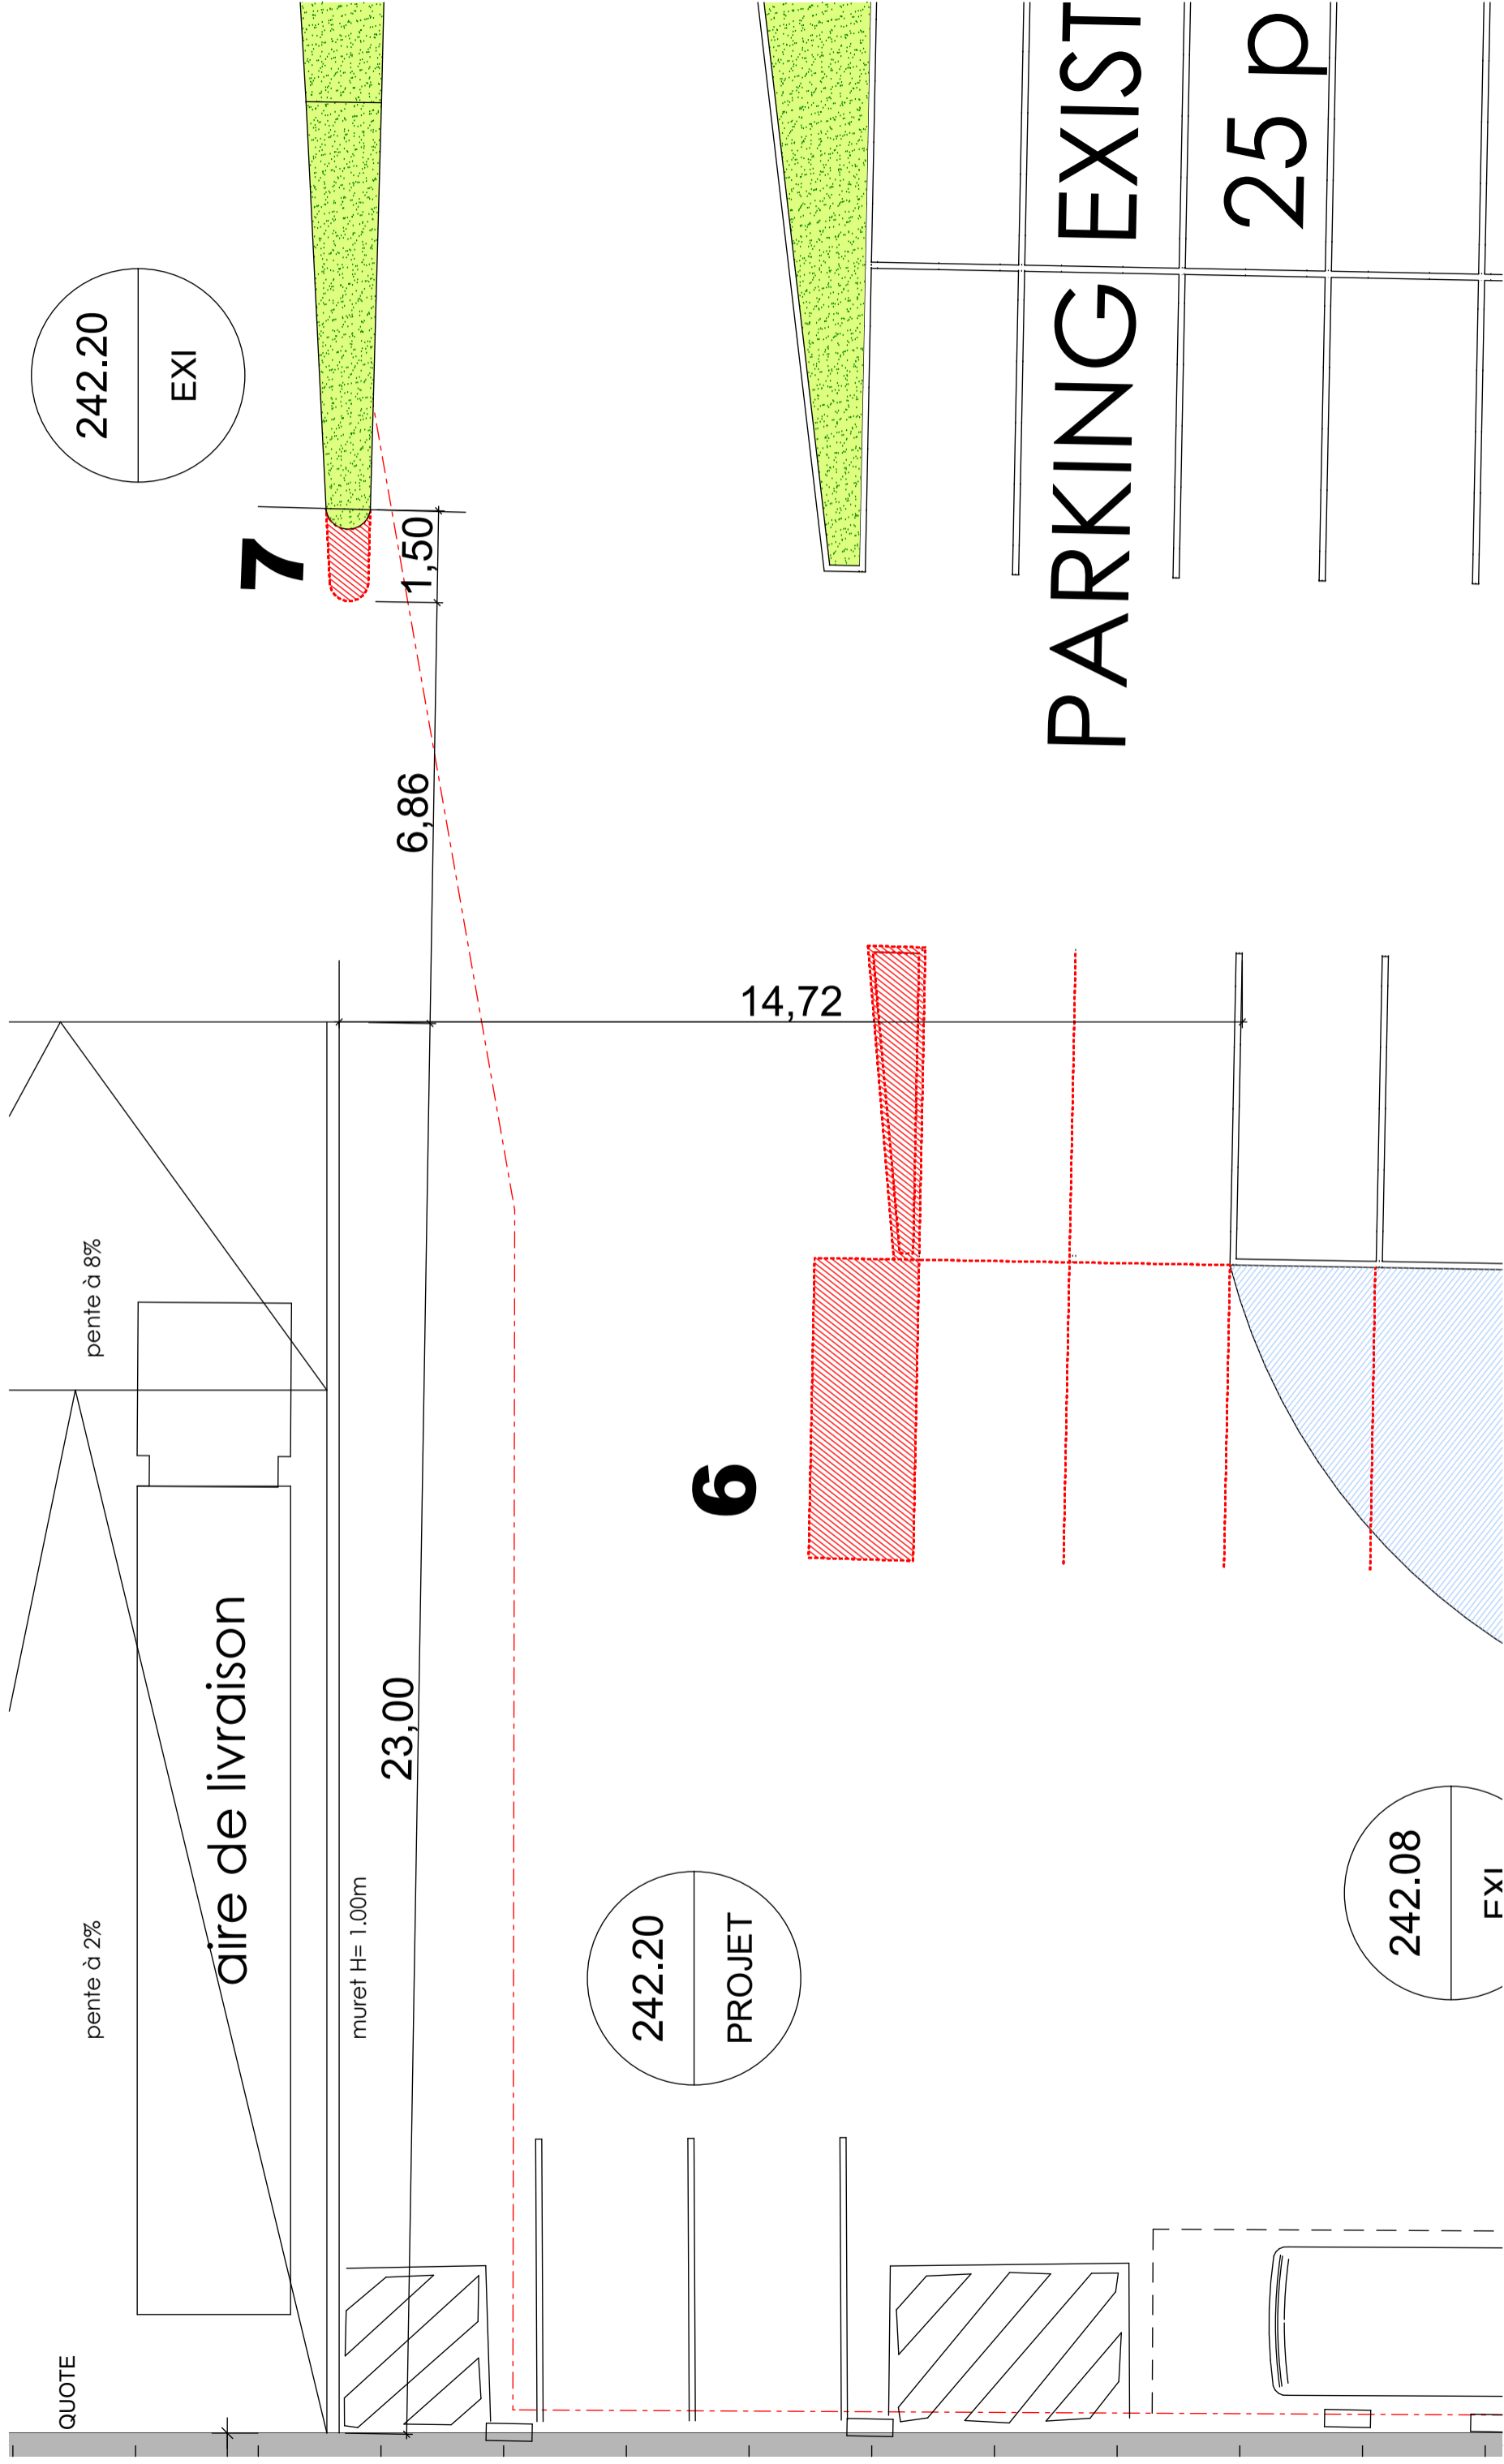 242.20
EXI
7
1,50
6,86
PARKING EXIST
25 p
14,72
pente à 8%
6
aire de livraison
23,00
pente à 2%
muret H= 1.00m
242.20
PROJET
242.08
EXI
QUOTE